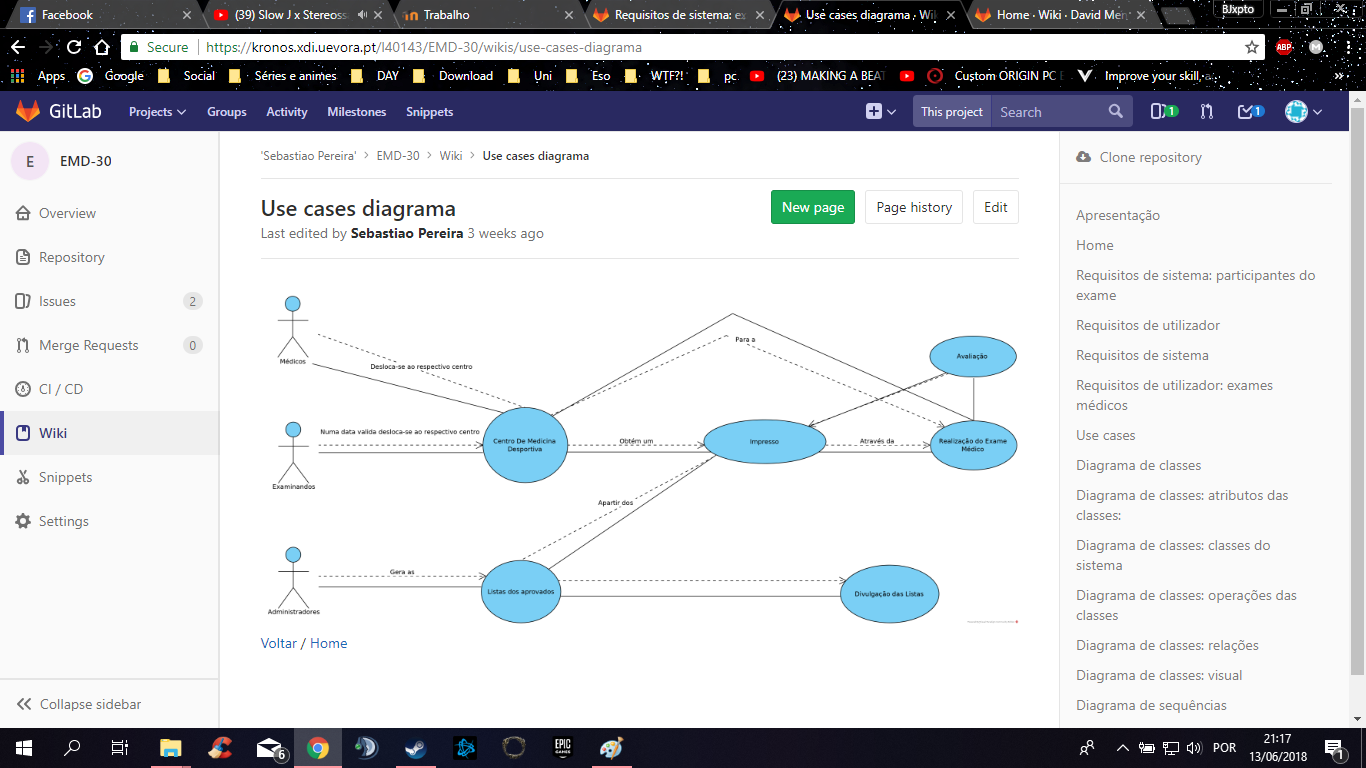 Facebook
(39) Slow J x Stereoss
Trabalho
Requisitos de sistema: ex
Use cases diagrama · Wik
Home · Wiki · David Men
BJxpto
Secure
https://kronos.xdi.uevora.pt/l40143/EMD-30/wikis/use-cases-diagrama
ABP
M
Apps
Google
Social
Séries e animes
DAY
Download
Uni
Eso
WTF?!
pc
(23) MAKING A BEAT
Custom ORIGIN PC
Improve your skill,
GitLab
Projects
Groups
Activity
Milestones
Snippets
This project
Search
1
1
E
EMD-30
Overview
Repository
Issues
2
Merge Requests
0
CI / CD
Wiki
Snippets
Settings
Collapse sidebar
'Sebastiao Pereira' > EMD-30 > Wiki > Use cases diagrama
Use cases diagrama
Last edited by Sebastiao Pereira 3 weeks ago
New page
Page history
Edit
Médicos
Desloca-se ao respectivo centro
Para a
Avaliação
Numa data valida desloca-se ao respectivo centro
Examinandos
Centro De Medicina
Desportiva
Obtém um
Impresso
Através da
Realização do Exame
Médico
Apartir dos
Gera as
Administradores
Listas dos aprovados
Divulgação das Listas
Voltar / Home
Clone repository
Apresentação
Home
Requisitos de sistema: participantes do
exame
Requisitos de utilizador
Requisitos de sistema
Requisitos de utilizador: exames
médicos
Use cases
Diagrama de classes
Diagrama de classes: atributos das
classes:
Diagrama de classes: classes do
sistema
Diagrama de classes: operações das
classes
Diagrama de classes: relações
Diagrama de classes: visual
Diagrama de sequências
6
EPIC
GAMES
POR
21:17
13/06/2018
1